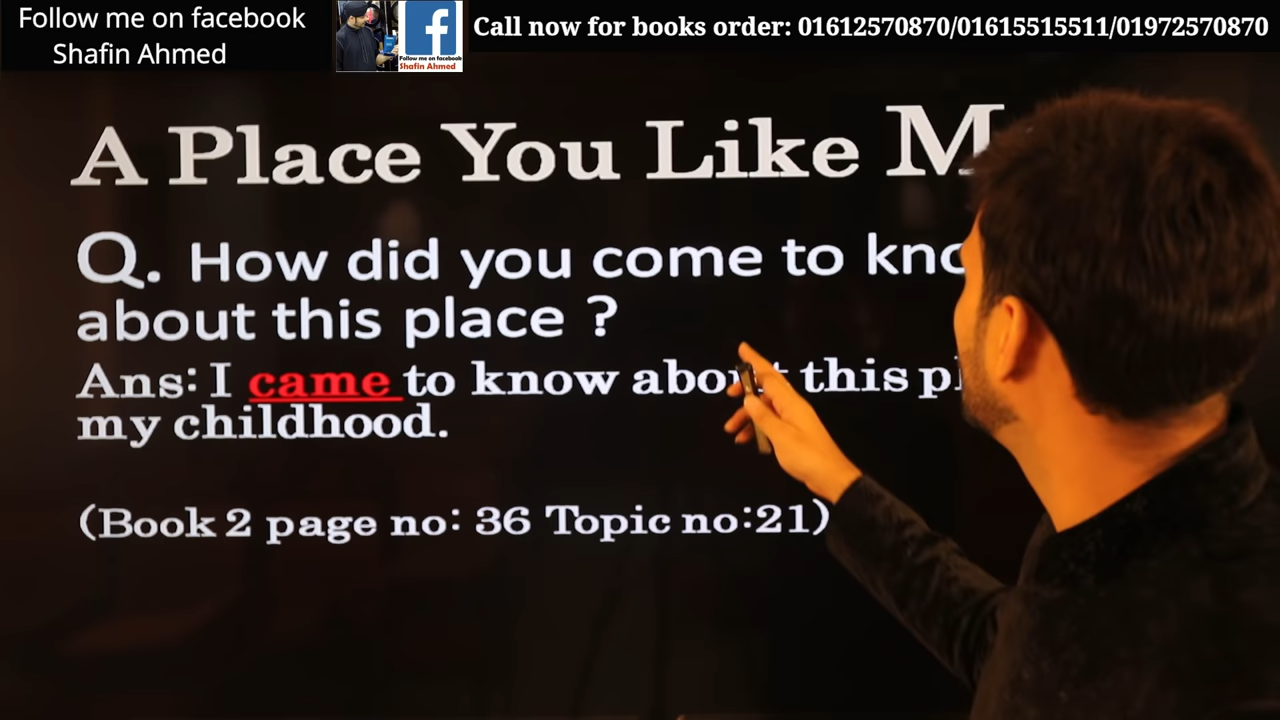 Follow me on facebook
Shafin Ahmed
Follow me on facebook
Shafin Ahmed
Call now for books order: 01612570870/01615515511/01972570870
A Place You Like
Q. How did you come to
about this place ?
Ans: I came to know about this
my childhood.
(Book 2 page no: 36 Topic no:21)